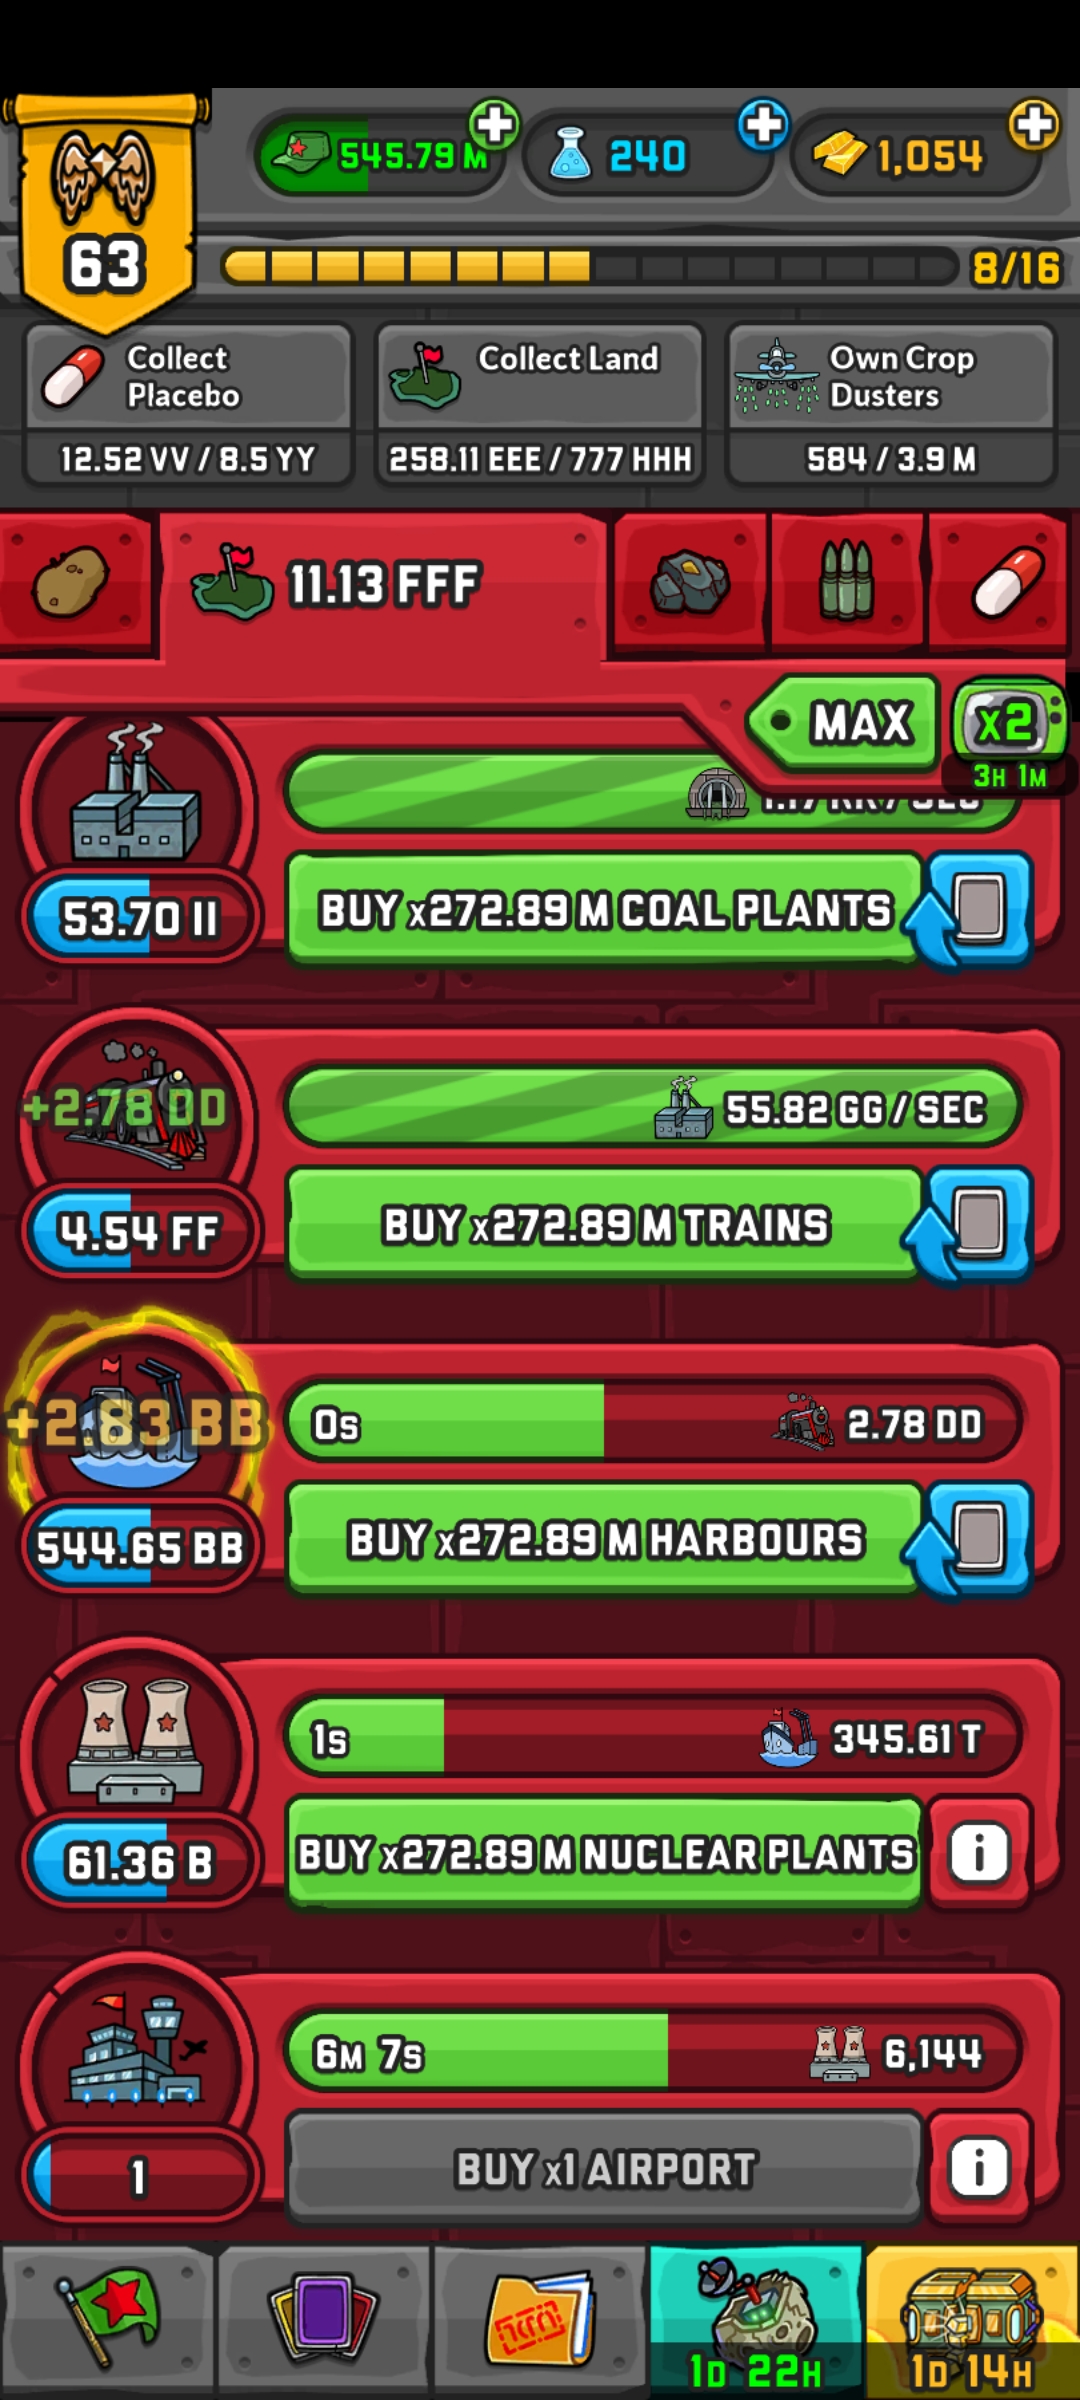 545.79 M
240
1,054
63
8/16
Collect
Placebo
12.52 VV / 8.5 YY
Collect Land
258.11 EEE / 777 HHH
Own Crop
Dusters
584 / 3.9 M
11.13 FFF
MAX
x2
3H 1M
53.70 II
BUY x272.89 M COAL PLANTS
+2.78 DD
55.82 GG / SEC
4.54 FF
BUY x272.89 M TRAINS
+2.83 BB
0s
2.78 DD
544.65 BB
BUY x272.89 M HARBOURS
1s
345.61 T
61.36 B
BUY x272.89 M NUCLEAR PLANTS
i
6M 7s
6,144
1
BUY x1 AIRPORT
i
1D 22H
1D 14H